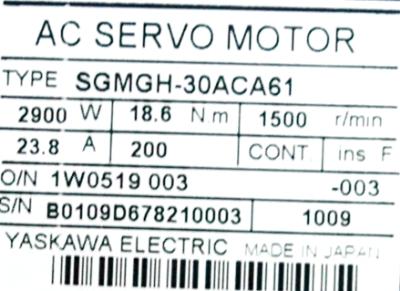 AC SERVO MOTOR
TYPE SGMGH-30ACA61
2900 W 18.6 N.m 1500 r/min
23.8 A 200 CONT. ins F
O/N 1W0519 003 -003
S/N B0109D678210003 1009
YASKAWA ELECTRIC MADE IN JAPAN